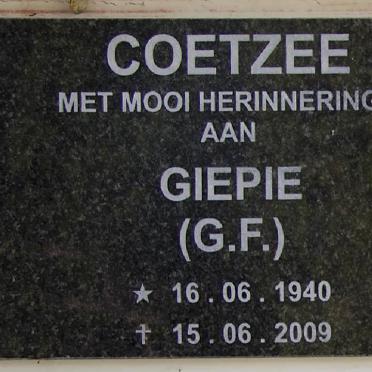 COETZEE
MET MOOI HERINNERING
AAN
GIEPIE
(G.F.)
★ 16 . 06 . 1940
✝ 15 . 06 . 2009